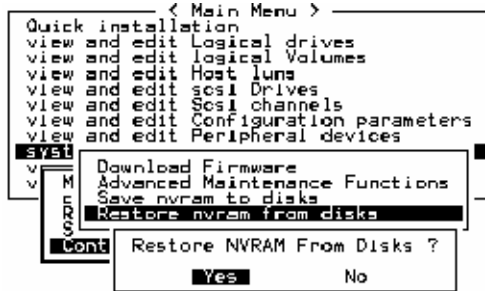 < Main Menu >
Quick installation
view and edit Logical drives
view and edit logical Volumes
view and edit Host luns
view and edit scsi Drives
view and edit Scsi channels
view and edit Configuration parameters
view and edit Peripheral devices
syst
v
v
Download Firmware
Advanced Maintenance Functions
Save nvram to disks
Restore nvram from disks
M
c
R
S
Cont
Restore NVRAM From Disks ?
Yes No